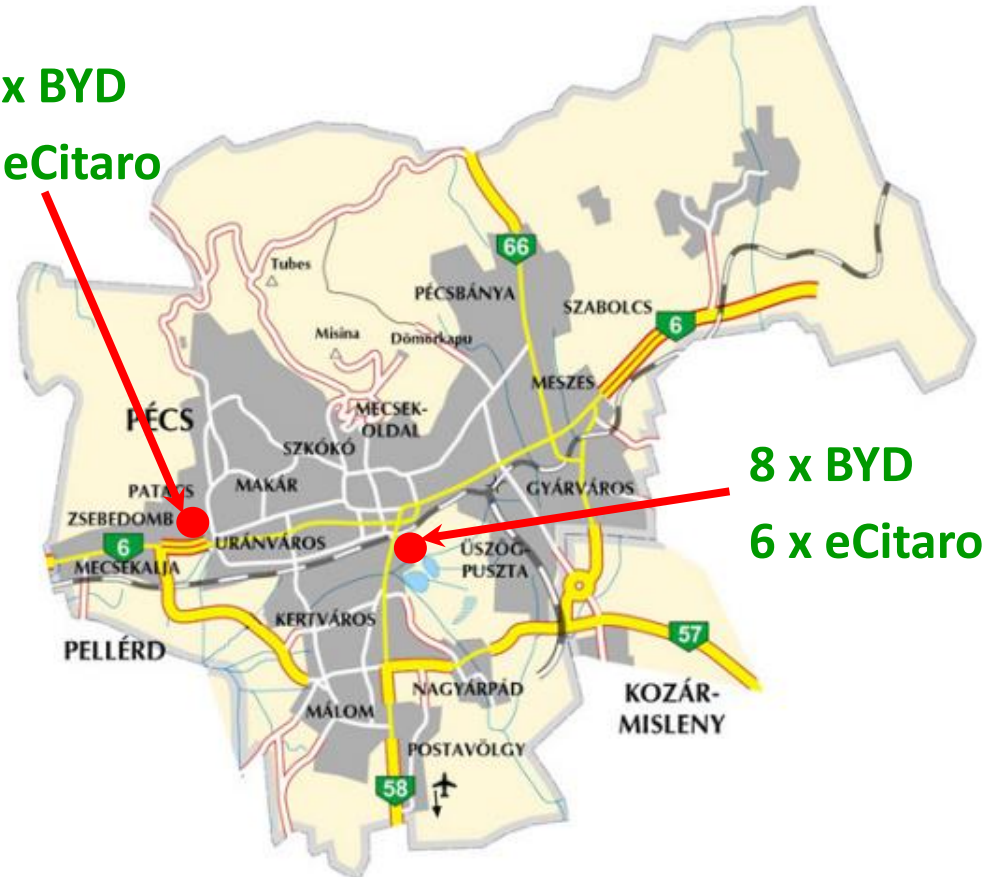 x BYD
eCitaro
66
Tubes
PÉCSBÁNYA
SZABOLCS
6
Misina
Dömörkapu
MESZES
PÉCS
MECSEK-
OLDAL
SZKÓKÓ
8 x BYD
6 x eCitaro
PATACS
MAKÁR
GYÁRVÁROS
ZSEBEDOMB
6
URÁNVÁROS
ÜSZÖG-
PUSZTA
MECSEKALJA
KERTVÁROS
PELLÉRD
57
NAGYÁRPÁD
KOZÁR-
MISLENY
MÁLOM
POSTAVÖLGY
58